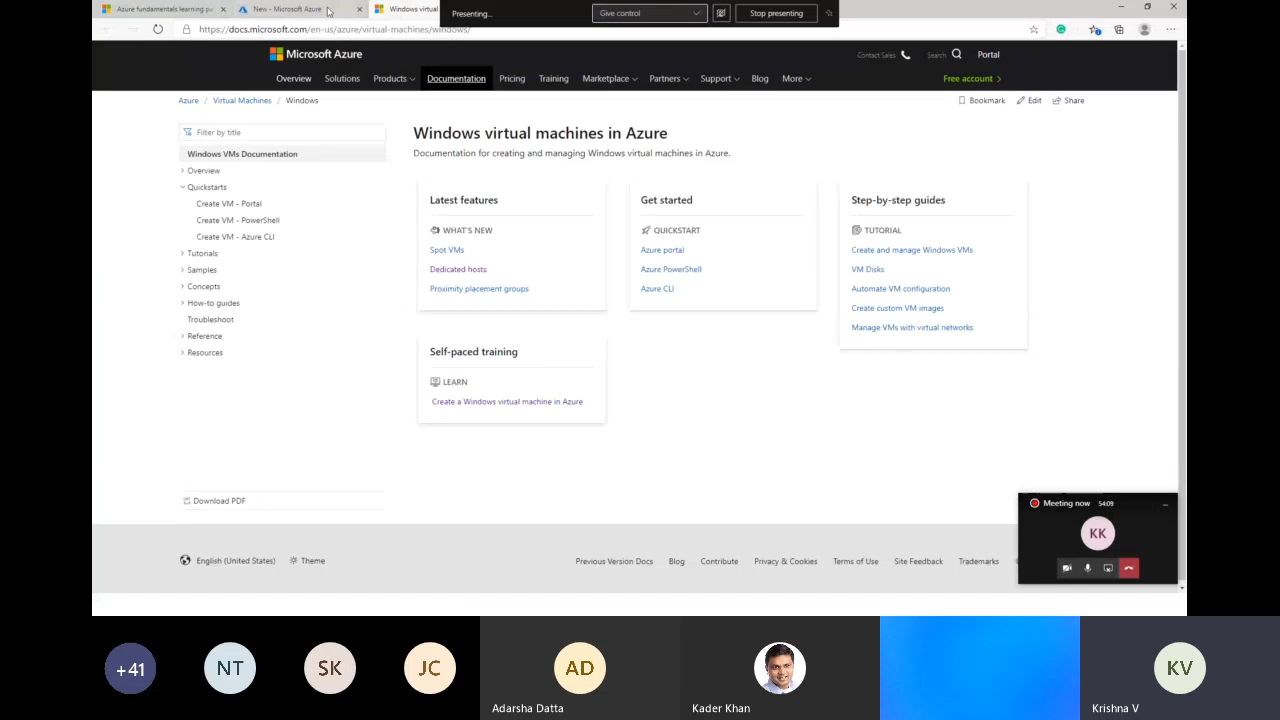 Azure fundamentals learning pa
New - Microsoft Azure
Windows virtual
Presenting...
Give control
Stop presenting
https://docs.microsoft.com/en-us/azure/virtual-machines/windows/
Microsoft Azure
Contact Sales
Search
Portal
Overview
Solutions
Products
Documentation
Pricing
Training
Marketplace
Partners
Support
Blog
More
Free account
Azure / Virtual Machines / Windows
Bookmark
Edit
Share
Filter by title
Windows VMs Documentation
Overview
Quickstarts
Create VM - Portal
Create VM - PowerShell
Create VM - Azure CLI
Tutorials
Samples
Concepts
How-to guides
Troubleshoot
Reference
Resources
Download PDF
Windows virtual machines in Azure
Documentation for creating and managing Windows virtual machines in Azure.
Latest features
WHAT'S NEW
Spot VMs
Dedicated hosts
Proximity placement groups
Get started
QUICKSTART
Azure portal
Azure PowerShell
Azure CLI
Step-by-step guides
TUTORIAL
Create and manage Windows VMs
VM Disks
Automate VM configuration
Create custom VM images
Manage VMs with virtual networks
Self-paced training
LEARN
Create a Windows virtual machine in Azure
Meeting now 54:09
KK
English (United States)
Theme
Previous Version Docs
Blog
Contribute
Privacy & Cookies
Terms of Use
Site Feedback
Trademarks
+41
NT
SK
JC
AD
KV
Adarsha Datta
Kader Khan
Krishna V